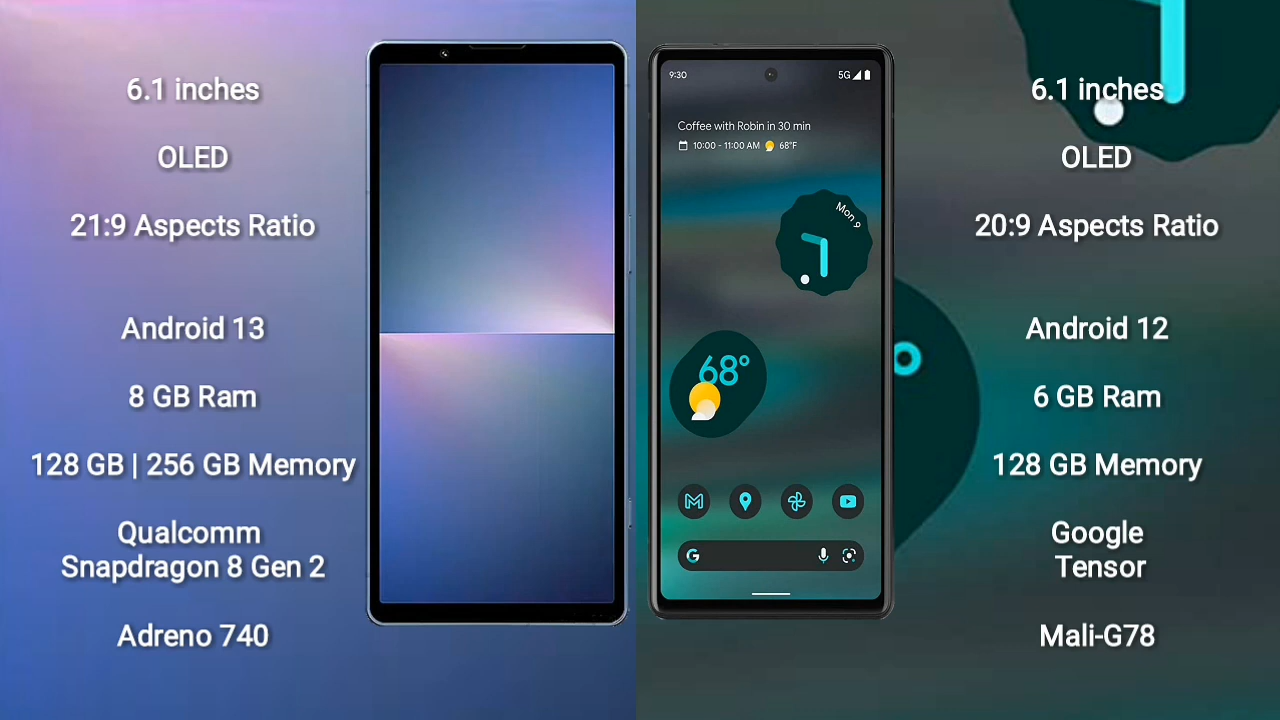 6.1 inches
OLED
21:9 Aspects Ratio
Android 13
8 GB Ram
128 GB | 256 GB Memory
Qualcomm
Snapdragon 8 Gen 2
Adreno 740
9:30
5G
Coffee with Robin in 30 min
10:00 - 11:00 AM 68°F
Mon 9
68°
6.1 inches
OLED
20:9 Aspects Ratio
Android 12
6 GB Ram
128 GB Memory
Google
Tensor
Mali-G78